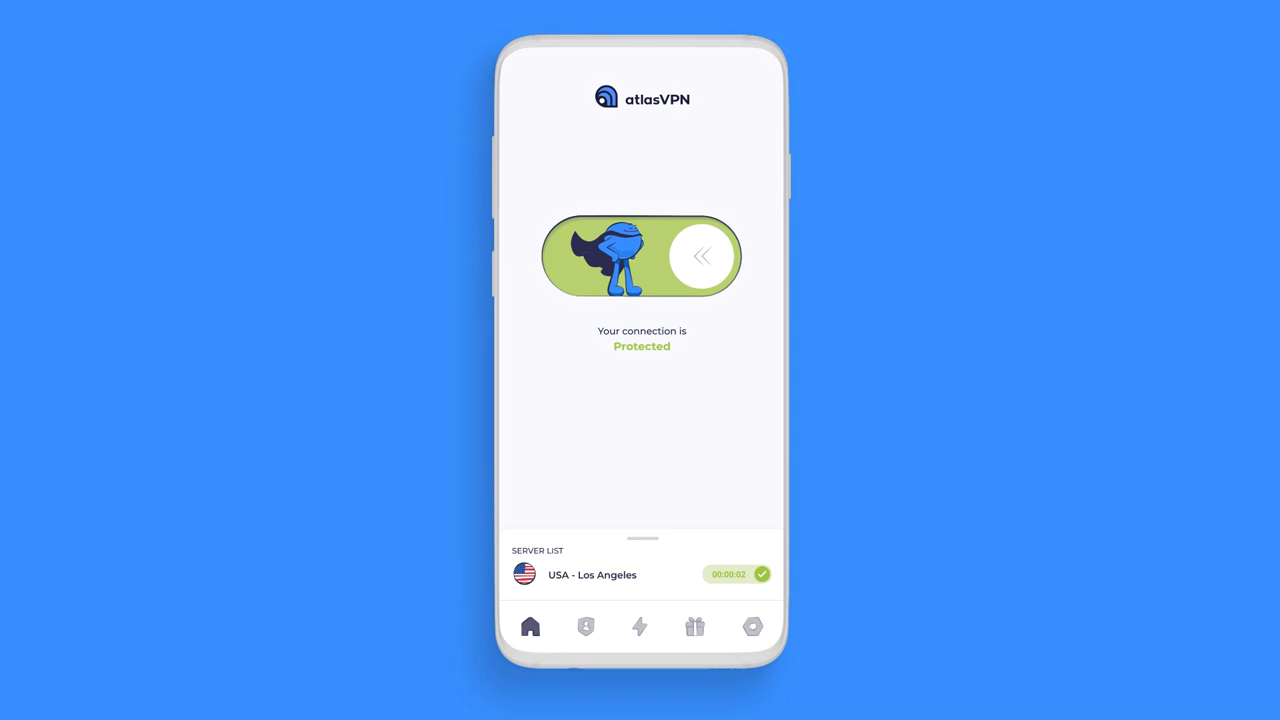 atlasVPN
Your connection is
Protected
SERVER LIST
USA - Los Angeles
00:00:02